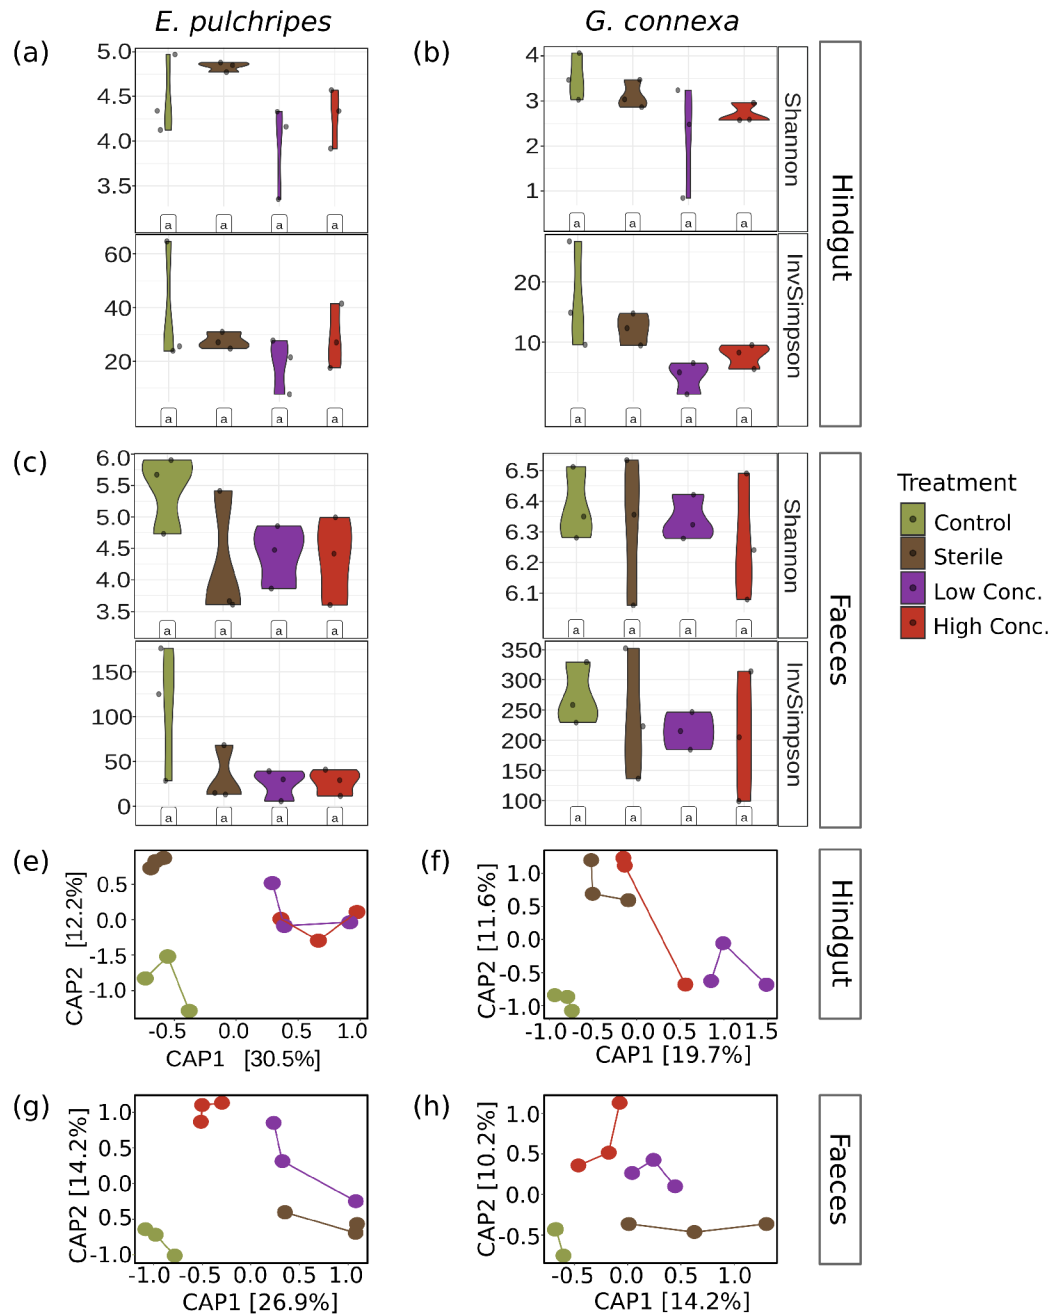 E. pulchripes
G. connexa
(a)
5.0
4.5
4.0
3.5
a a a a
60
40
20
a a a a
(b)
4
3
2
1
a a a a
Shannon
20
10
a a a a
InvSimpson
Hindgut
(c)
6.0
5.5
5.0
4.5
4.0
3.5
a a a a
150
100
50
0
a a a a
6.5
6.4
6.3
6.2
6.1
a a a a
Shannon
350
300
250
200
150
100
a a a a
InvSimpson
Faeces
Treatment
Control
Sterile
Low Conc.
High Conc.
(e)
CAP2 [12.2%]
0.5
0.0
-1.5
-1.0
-0.5 0.0 0.5 1.0
CAP1 [30.5%]
(f)
CAP2 [11.6%]
1.0
0.5
0.0
-0.5
-1.0
-1.0 -0.5 0.0 0.5 1.0 1.5
CAP1 [19.7%]
Hindgut
(g)
CAP2 [14.2%]
1.0
0.5
0.0
0.5
-1.0
-1.0 -0.5 0.0 0.5 1.0
CAP1 [26.9%]
(h)
CAP2 [10.2%]
1.0
0.5
0.0
-0.5
-0.5 0.0 0.5 1.0
CAP1 [14.2%]
Faeces